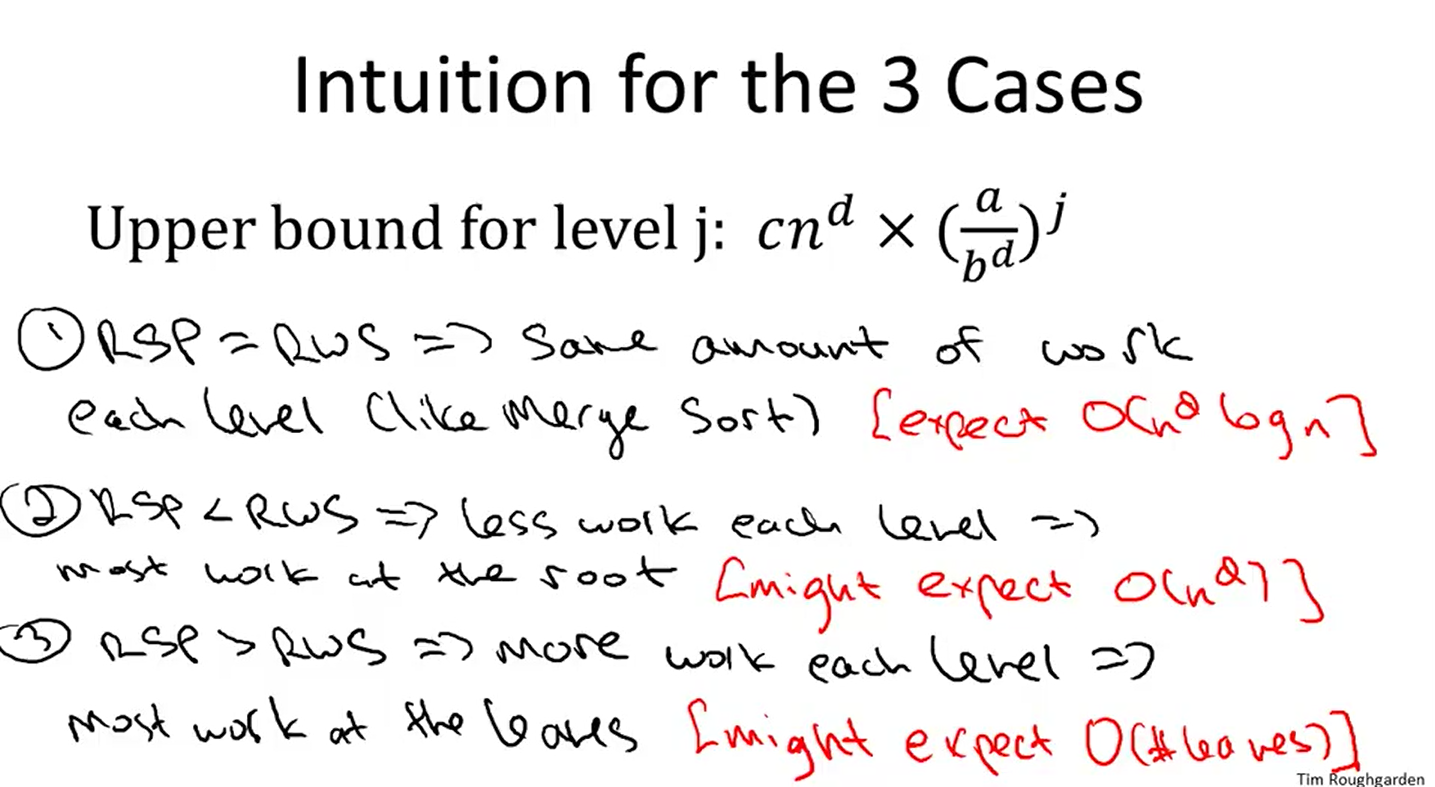 Intuition for the 3 Cases
Upper bound for level j: cn^d × (a/b^d)^j
① RSP = RWS => Same amount of work
each level (like Merge Sort) [expect O(n^d log n]
② RSP < RWS => less work each level =>
most work at the root [might expect O(n^d)]
③ RSP > RWS => more work each level =>
most work at the leaves [might expect O(# leaves)]
Tim Roughgarden